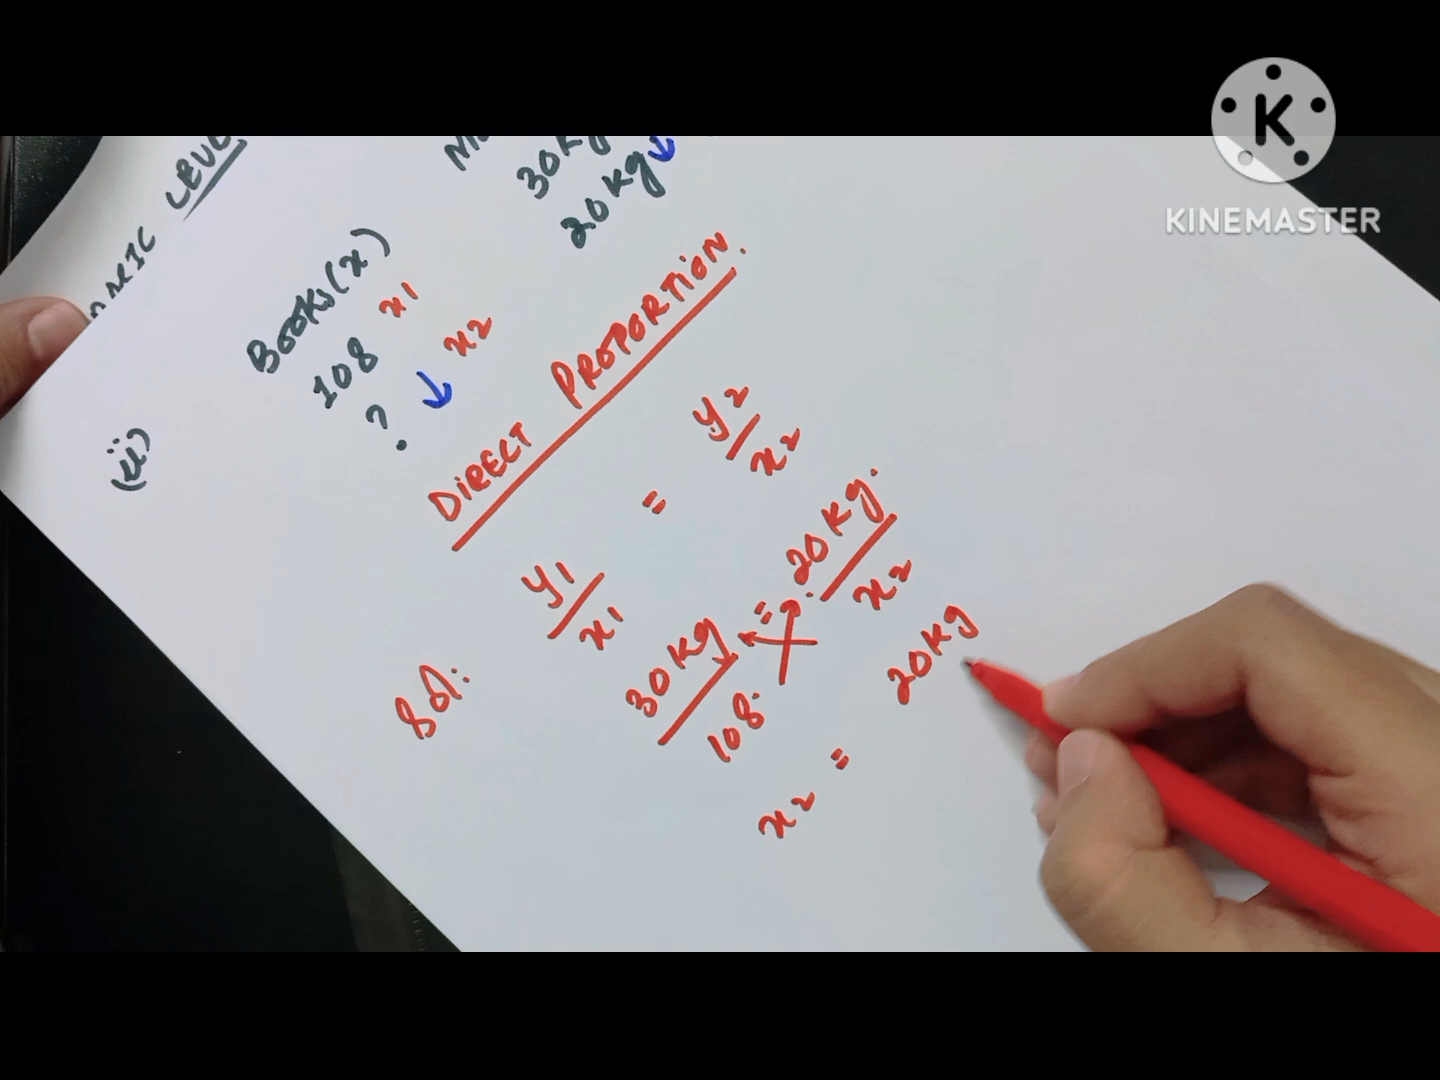 LEVEL
(ii)
Books(x)
108 x1
? ↓ x2
30Kg
20Kg ↓
DIRECT PROPORTION.
y1/x1 = y2/x2
Sol:
30Kg/108. = 20Kg./x2
x2 = 20Kg
K
KINEMASTER